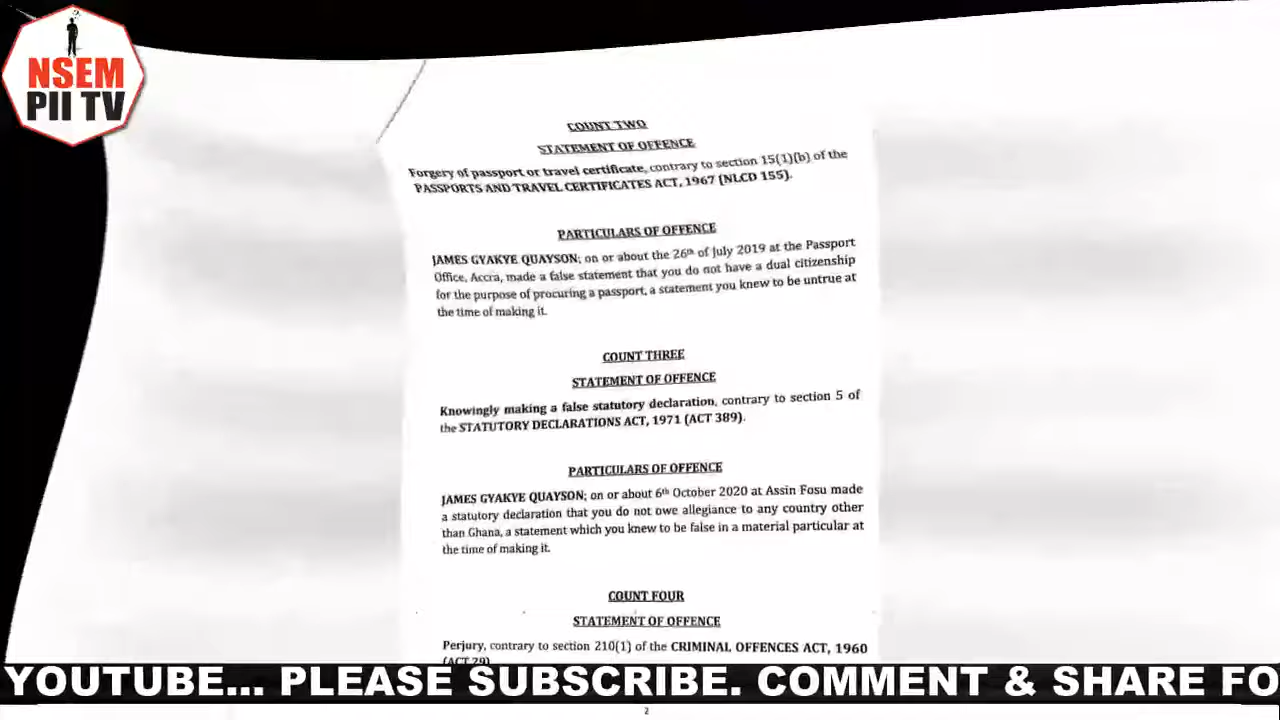 NSEM
PII TV
COUNT TWO
STATEMENT OF OFFENCE
Forgery of passport or travel certificate, contrary to section 15(1)(b) of the
PASSPORTS AND TRAVEL CERTIFICATES ACT, 1967 (NLCD 155).
PARTICULARS OF OFFENCE
JAMES GYAKYE QUAYSON; on or about the 26th of July 2019 at the Passport
Office, Accra, made a false statement that you do not have a dual citizenship
for the purpose of procuring a passport, a statement you knew to be untrue at
the time of making it.
COUNT THREE
STATEMENT OF OFFENCE
Knowingly making a false statutory declaration, contrary to section 5 of
the STATUTORY DECLARATIONS ACT, 1971 (ACT 389).
PARTICULARS OF OFFENCE
JAMES GYAKYE QUAYSON; on or about 6th October 2020 at Assin Fosu made
a statutory declaration that you do not owe allegiance to any country other
than Ghana, a statement which you knew to be false in a material particular at
the time of making it.
COUNT FOUR
STATEMENT OF OFFENCE
Perjury, contrary to section 210(1) of the CRIMINAL OFFENCES ACT, 1960
(ACT 29)
YOUTUBE... PLEASE SUBSCRIBE. COMMENT & SHARE FO
2